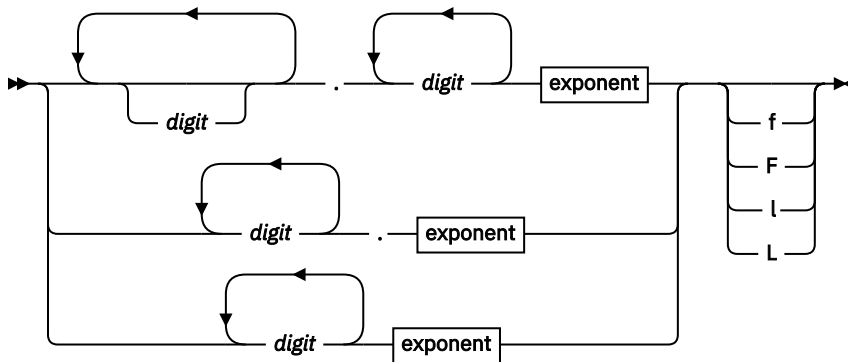 . digit exponent
digit f
F
digit . exponent l
L
digit exponent